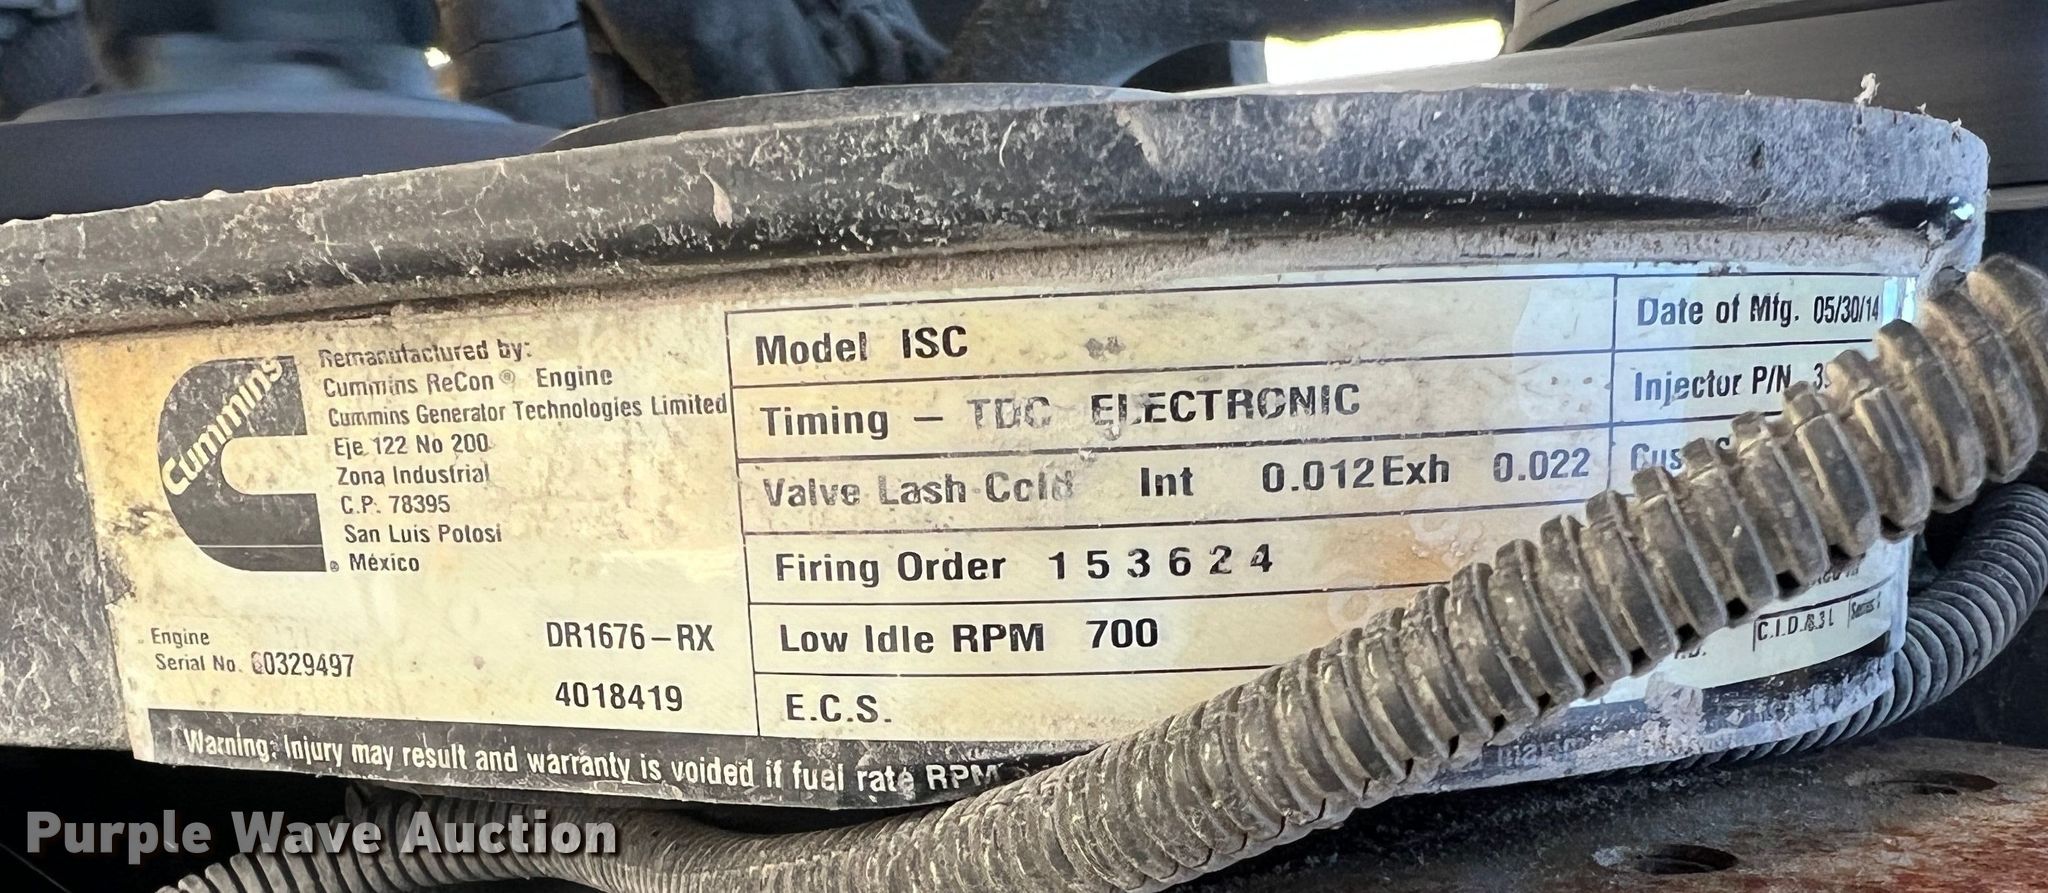 Cummins
Remanufactured by:
Cummins ReCon® Engine
Cummins Generator Technologies Limited
Eje 122 No 200
Zona Industrial
C.P. 78395
San Luis Potosi
México
Engine
Serial No. 60329497
DR1676-RX
4018419
Model ISC
Timing - TDC ELECTRONIC
Valve Lash Cold Int 0.012 Exh 0.022
Firing Order 1 5 3 6 2 4
Low Idle RPM 700
E.C.S.
Date of Mfg. 05/30/14
Injector P/N
C.I.D./8.3 L
Warning: Injury may result and warranty is voided if fuel rate RPM
Purple Wave Auction